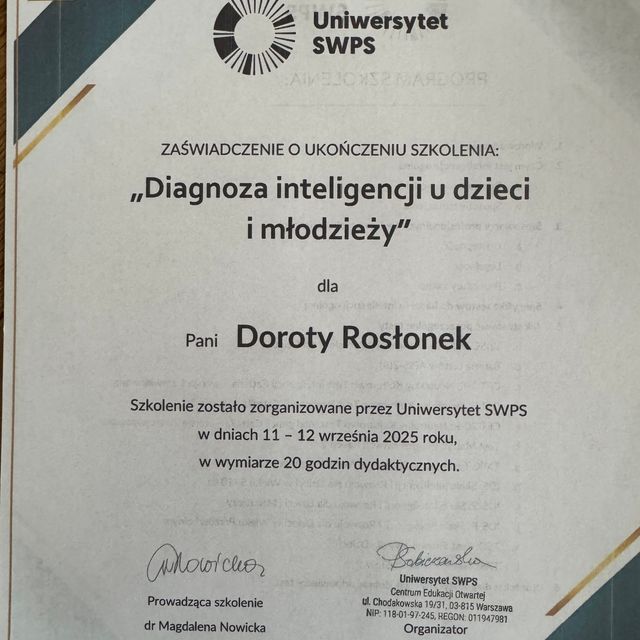 Uniwersytet
SWPS
ZAŚWIADCZENIE O UKOŃCZENIU SZKOLENIA:
„Diagnoza inteligencji u dzieci
i młodzieży”
dla
Pani Doroty Rosłonek
Szkolenie zostało zorganizowane przez Uniwersytet SWPS
w dniach 11 – 12 września 2025 roku,
w wymiarze 20 godzin dydaktycznych.
Prowadząca szkolenie
dr Magdalena Nowicka
Uniwersytet SWPS
Centrum Edukacji Otwartej
ul. Chodakowska 19/31, 03-815 Warszawa
NIP: 118-01-97-245, REGON: 011947981
Organizator